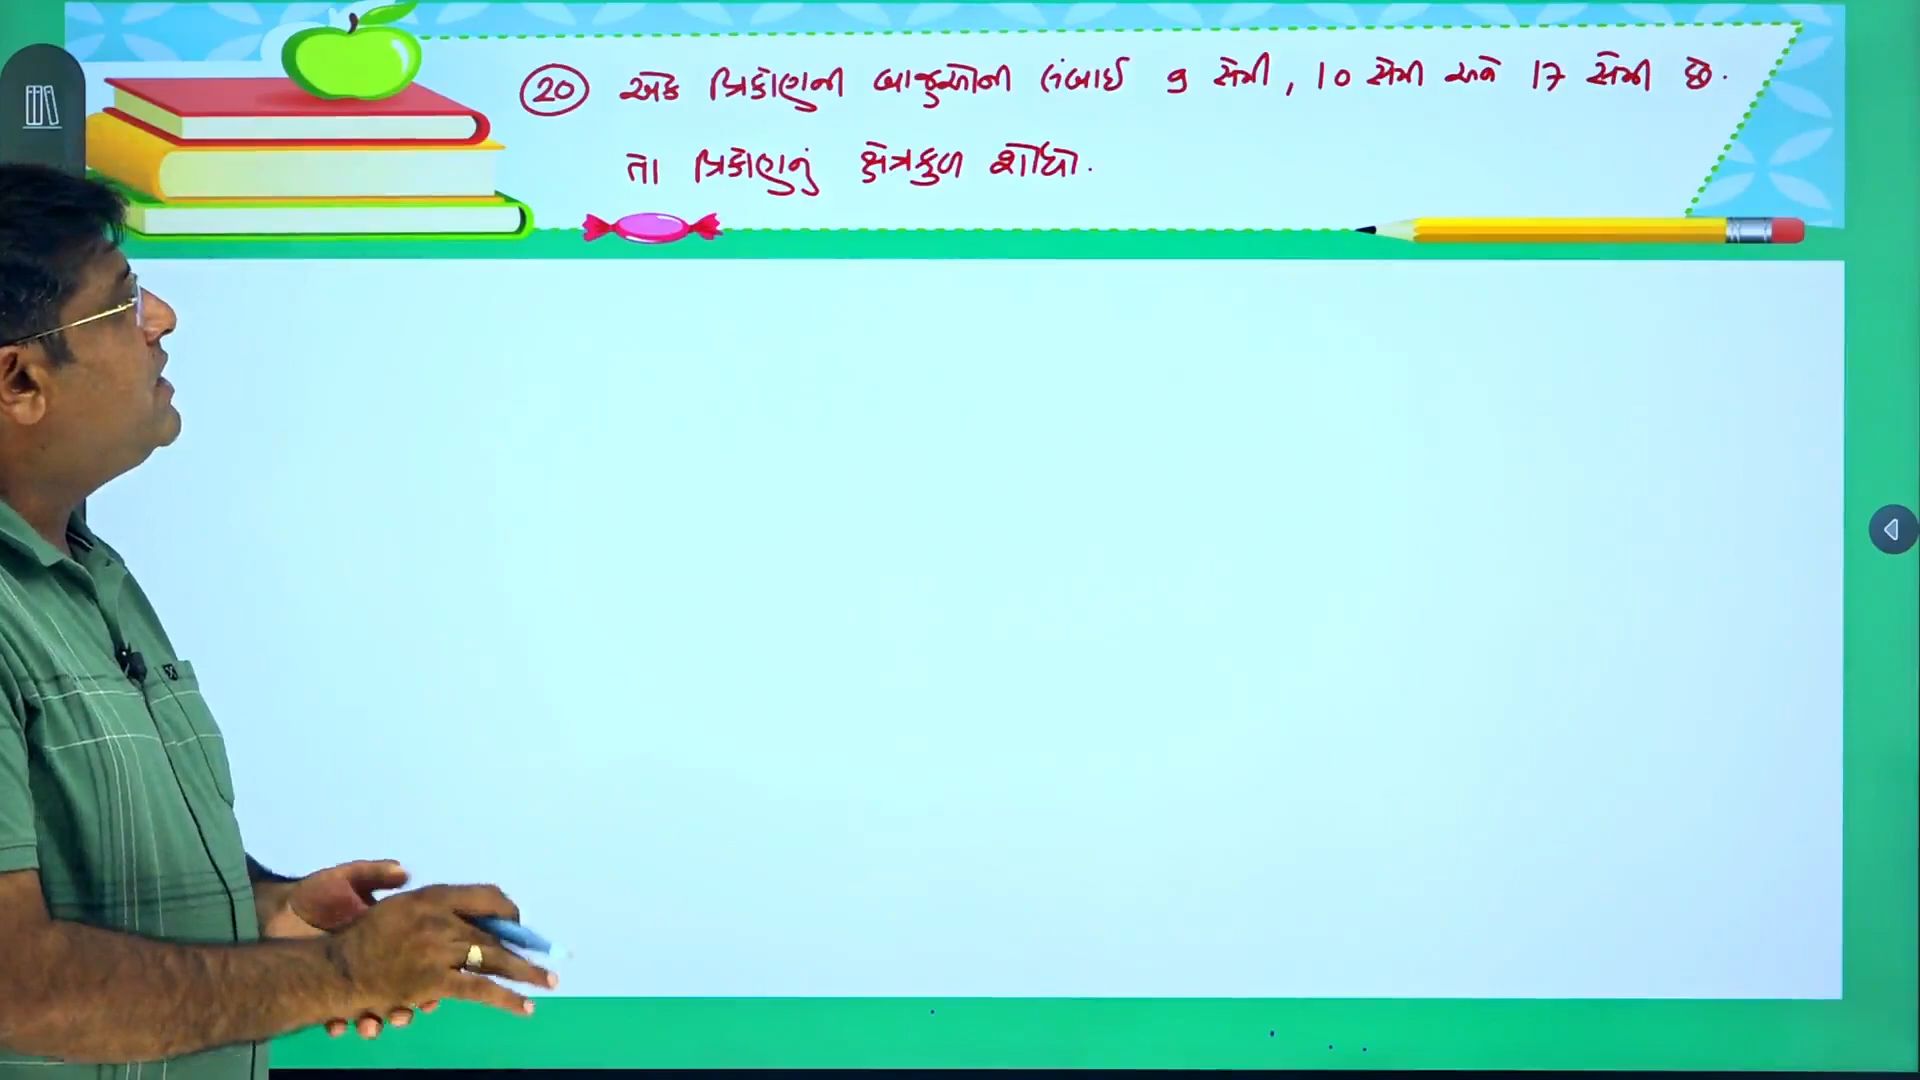 20 એક ત્રિકોણની બાજુઓની લંબાઈ 9 સેમી, 10 સેમી અને 17 સેમી છે.
તો ત્રિકોણનું ક્ષેત્રફળ શોધો.